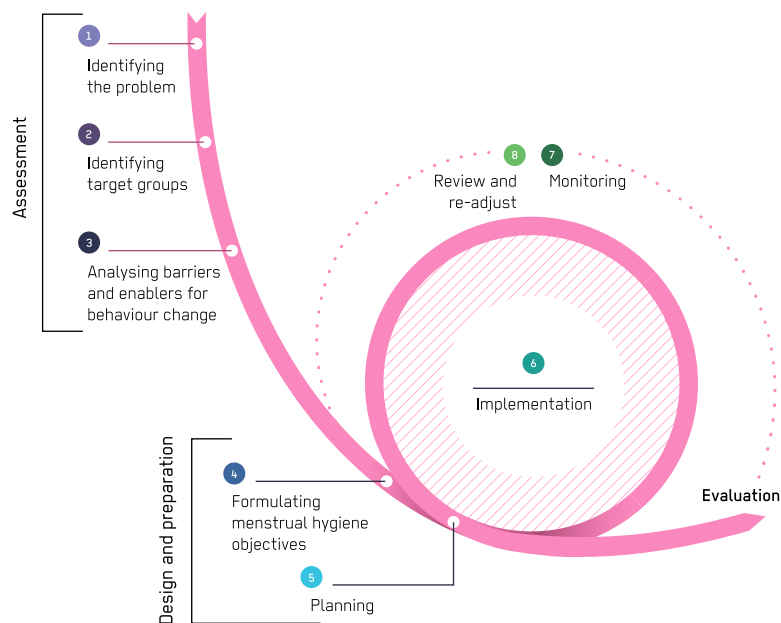 Assessment
1
Identifying
the problem
2
Identifying
target groups
3
Analysing barriers
and enablers for
behaviour change
Design and preparation
4
Formulating
menstrual hygiene
objectives
5
Planning
6
Implementation
8
Review and
re-adjust
7
Monitoring
Evaluation